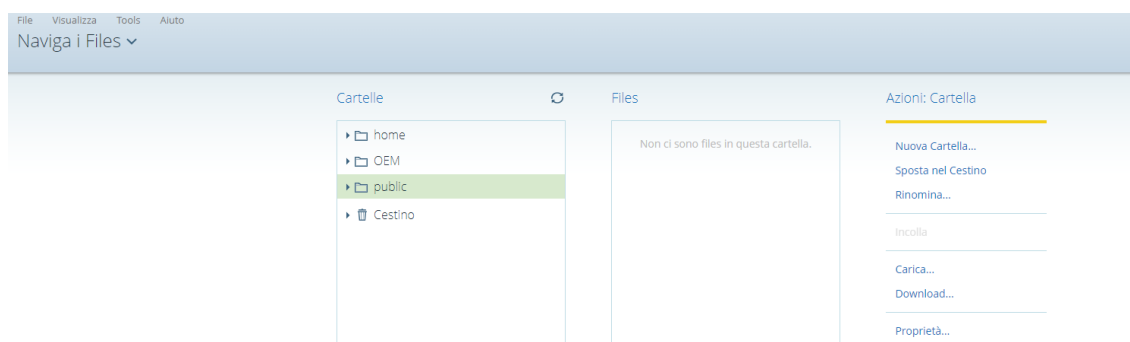 File Visualizza Tools Aiuto
Naviga i Files
Cartelle
home
OEM
public
Cestino
Files
Non ci sono files in questa cartella.
Azioni: Cartella
Nuova Cartella...
Sposta nel Cestino
Rinomina...
Incolla
Carica...
Download...
Proprietà...